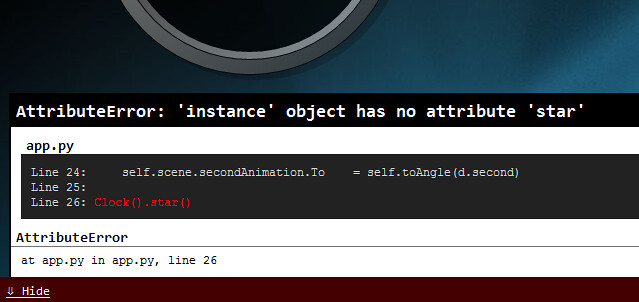 AttributeError: 'instance' object has no attribute 'star'
app.py
Line 24:     self.scene.secondAnimation.To    = self.toAngle(d.second)
Line 25:
Line 26: Clock().star()
AttributeError
at app.py in app.py, line 26
⇓ Hide